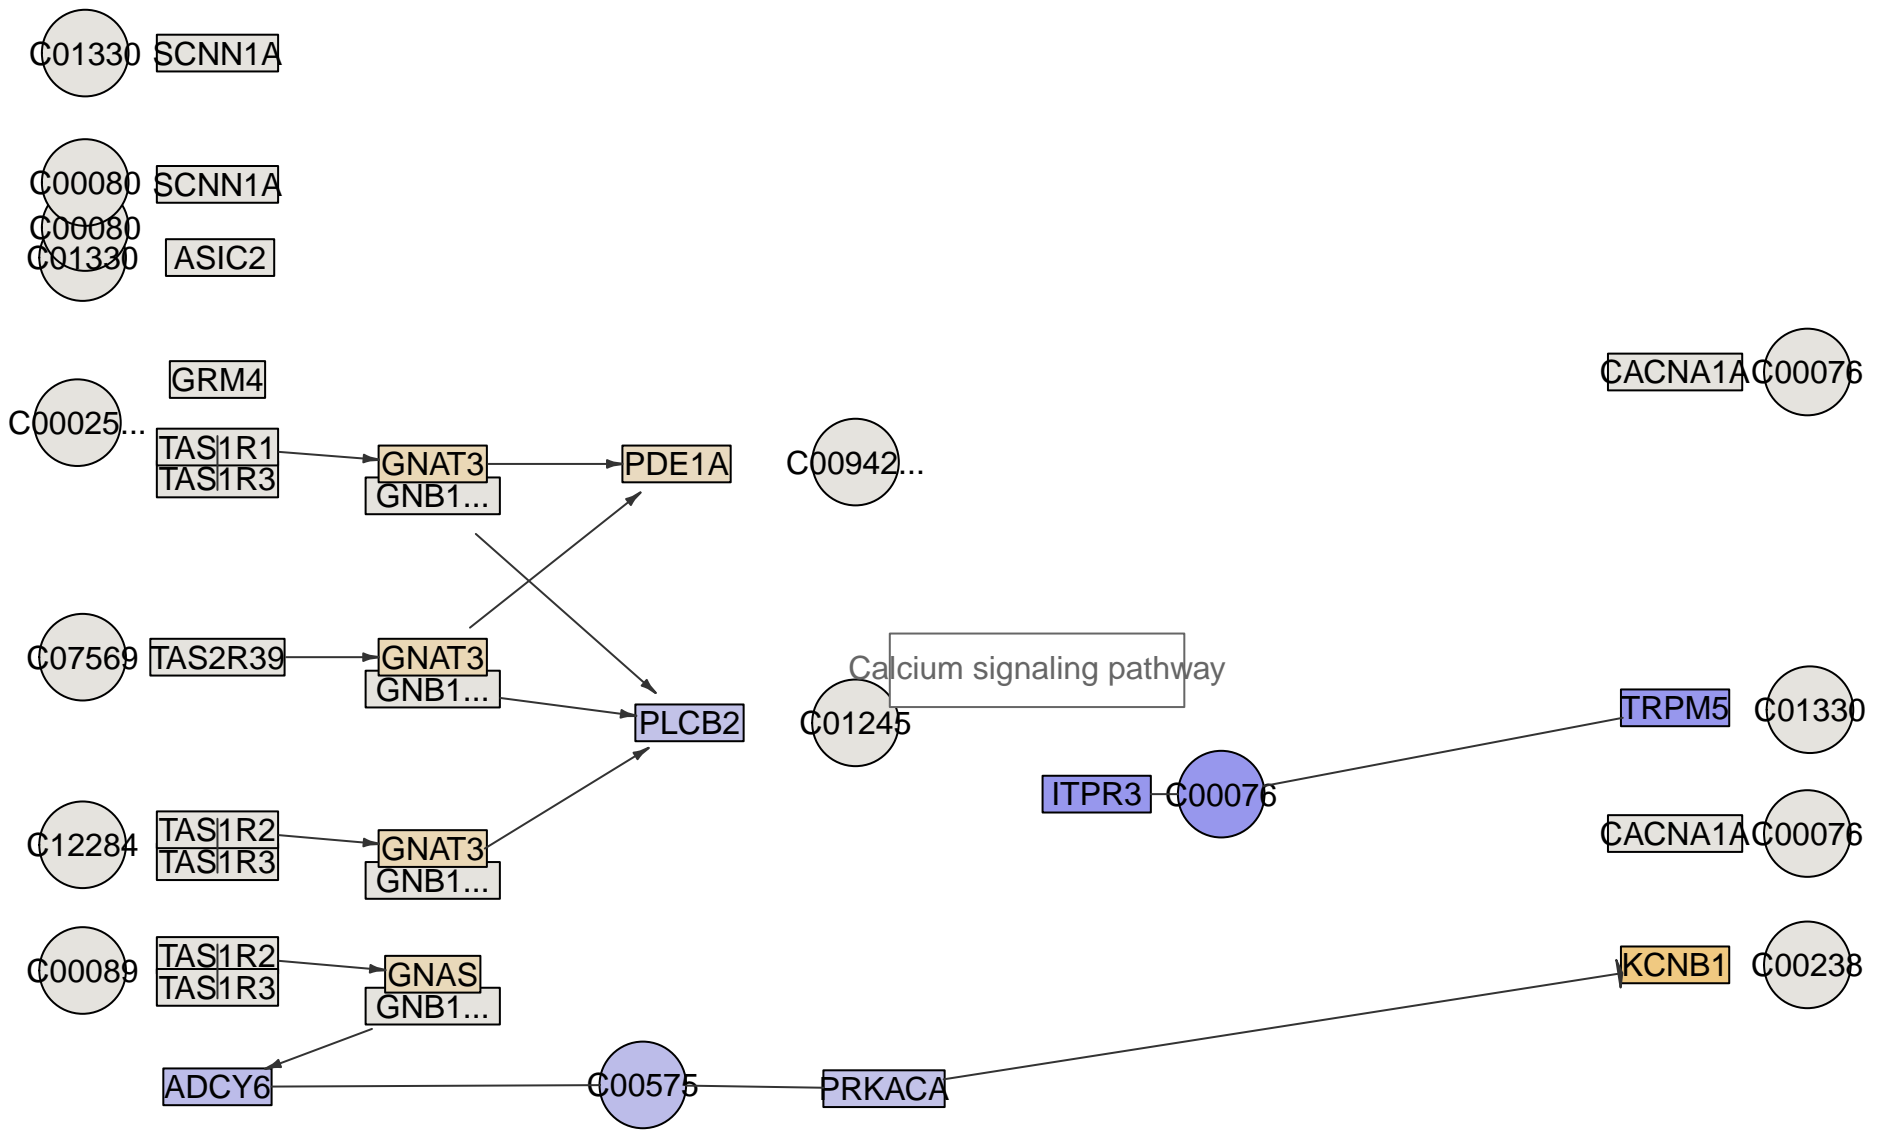 C01330 SCNN1A
C00080 SCNN1A
C00080
C01330 ASIC2
GRM4
CACNA1A C00076
C00025...
TAS1R1
GNAT3 PDE1A C00942...
TAS1R3
GNB1...
C07569 TAS2R39 GNAT3
Calcium signaling pathway
GNB1...
TRPM5 C01330
PLCB2 C01245
ITPR3 C00076
TAS1R2
CACNA1A C00076
C12284
GNAT3
TAS1R3
GNB1...
TAS1R2
KCNB1 C00238
C00089
GNAS
TAS1R3
GNB1...
ADCY6 C00575 PRKACA